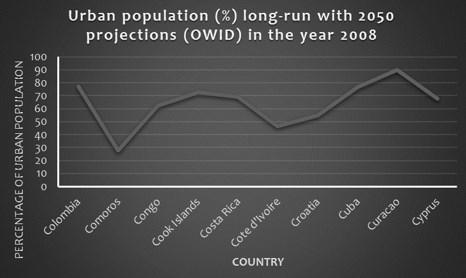 Urban population (%) long-run with 2050
projections (OWID) in the year 2008
PERCENTAGE OF URBAN POPULATION
100
90
80
70
60
50
40
30
20
10
0
Colombia
Comoros
Congo
Cook Islands
Costa Rica
Cote d'Ivoire
Croatia
Cuba
Curacao
Cyprus
COUNTRY